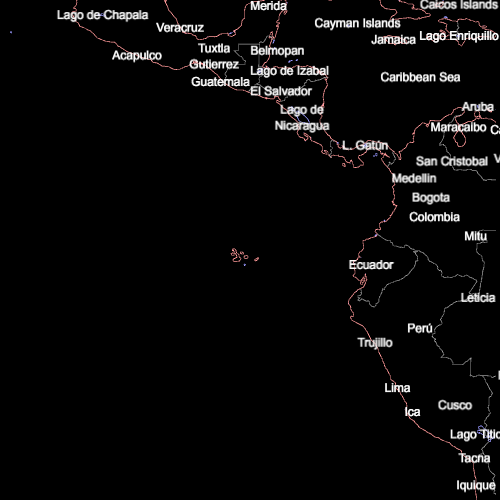 Caicos Islands
Merida
Lago de Chapala
Cayman Islands
Veracruz
Lago Enriquillo
Jamaica
Tuxtla
Gutierrez
Belmopan
Acapulco
Lago de Izabal
Caribbean Sea
Guatemala
El Salvador
Lago de
Nicaragua
Aruba
Maracaibo
L. Gatún
San Cristobal
Medellin
Bogota
Colombia
Mitu
Ecuador
Leticia
Perú
Trujillo
Lima
Cusco
Ica
Lago Titic
Tacna
Iquique